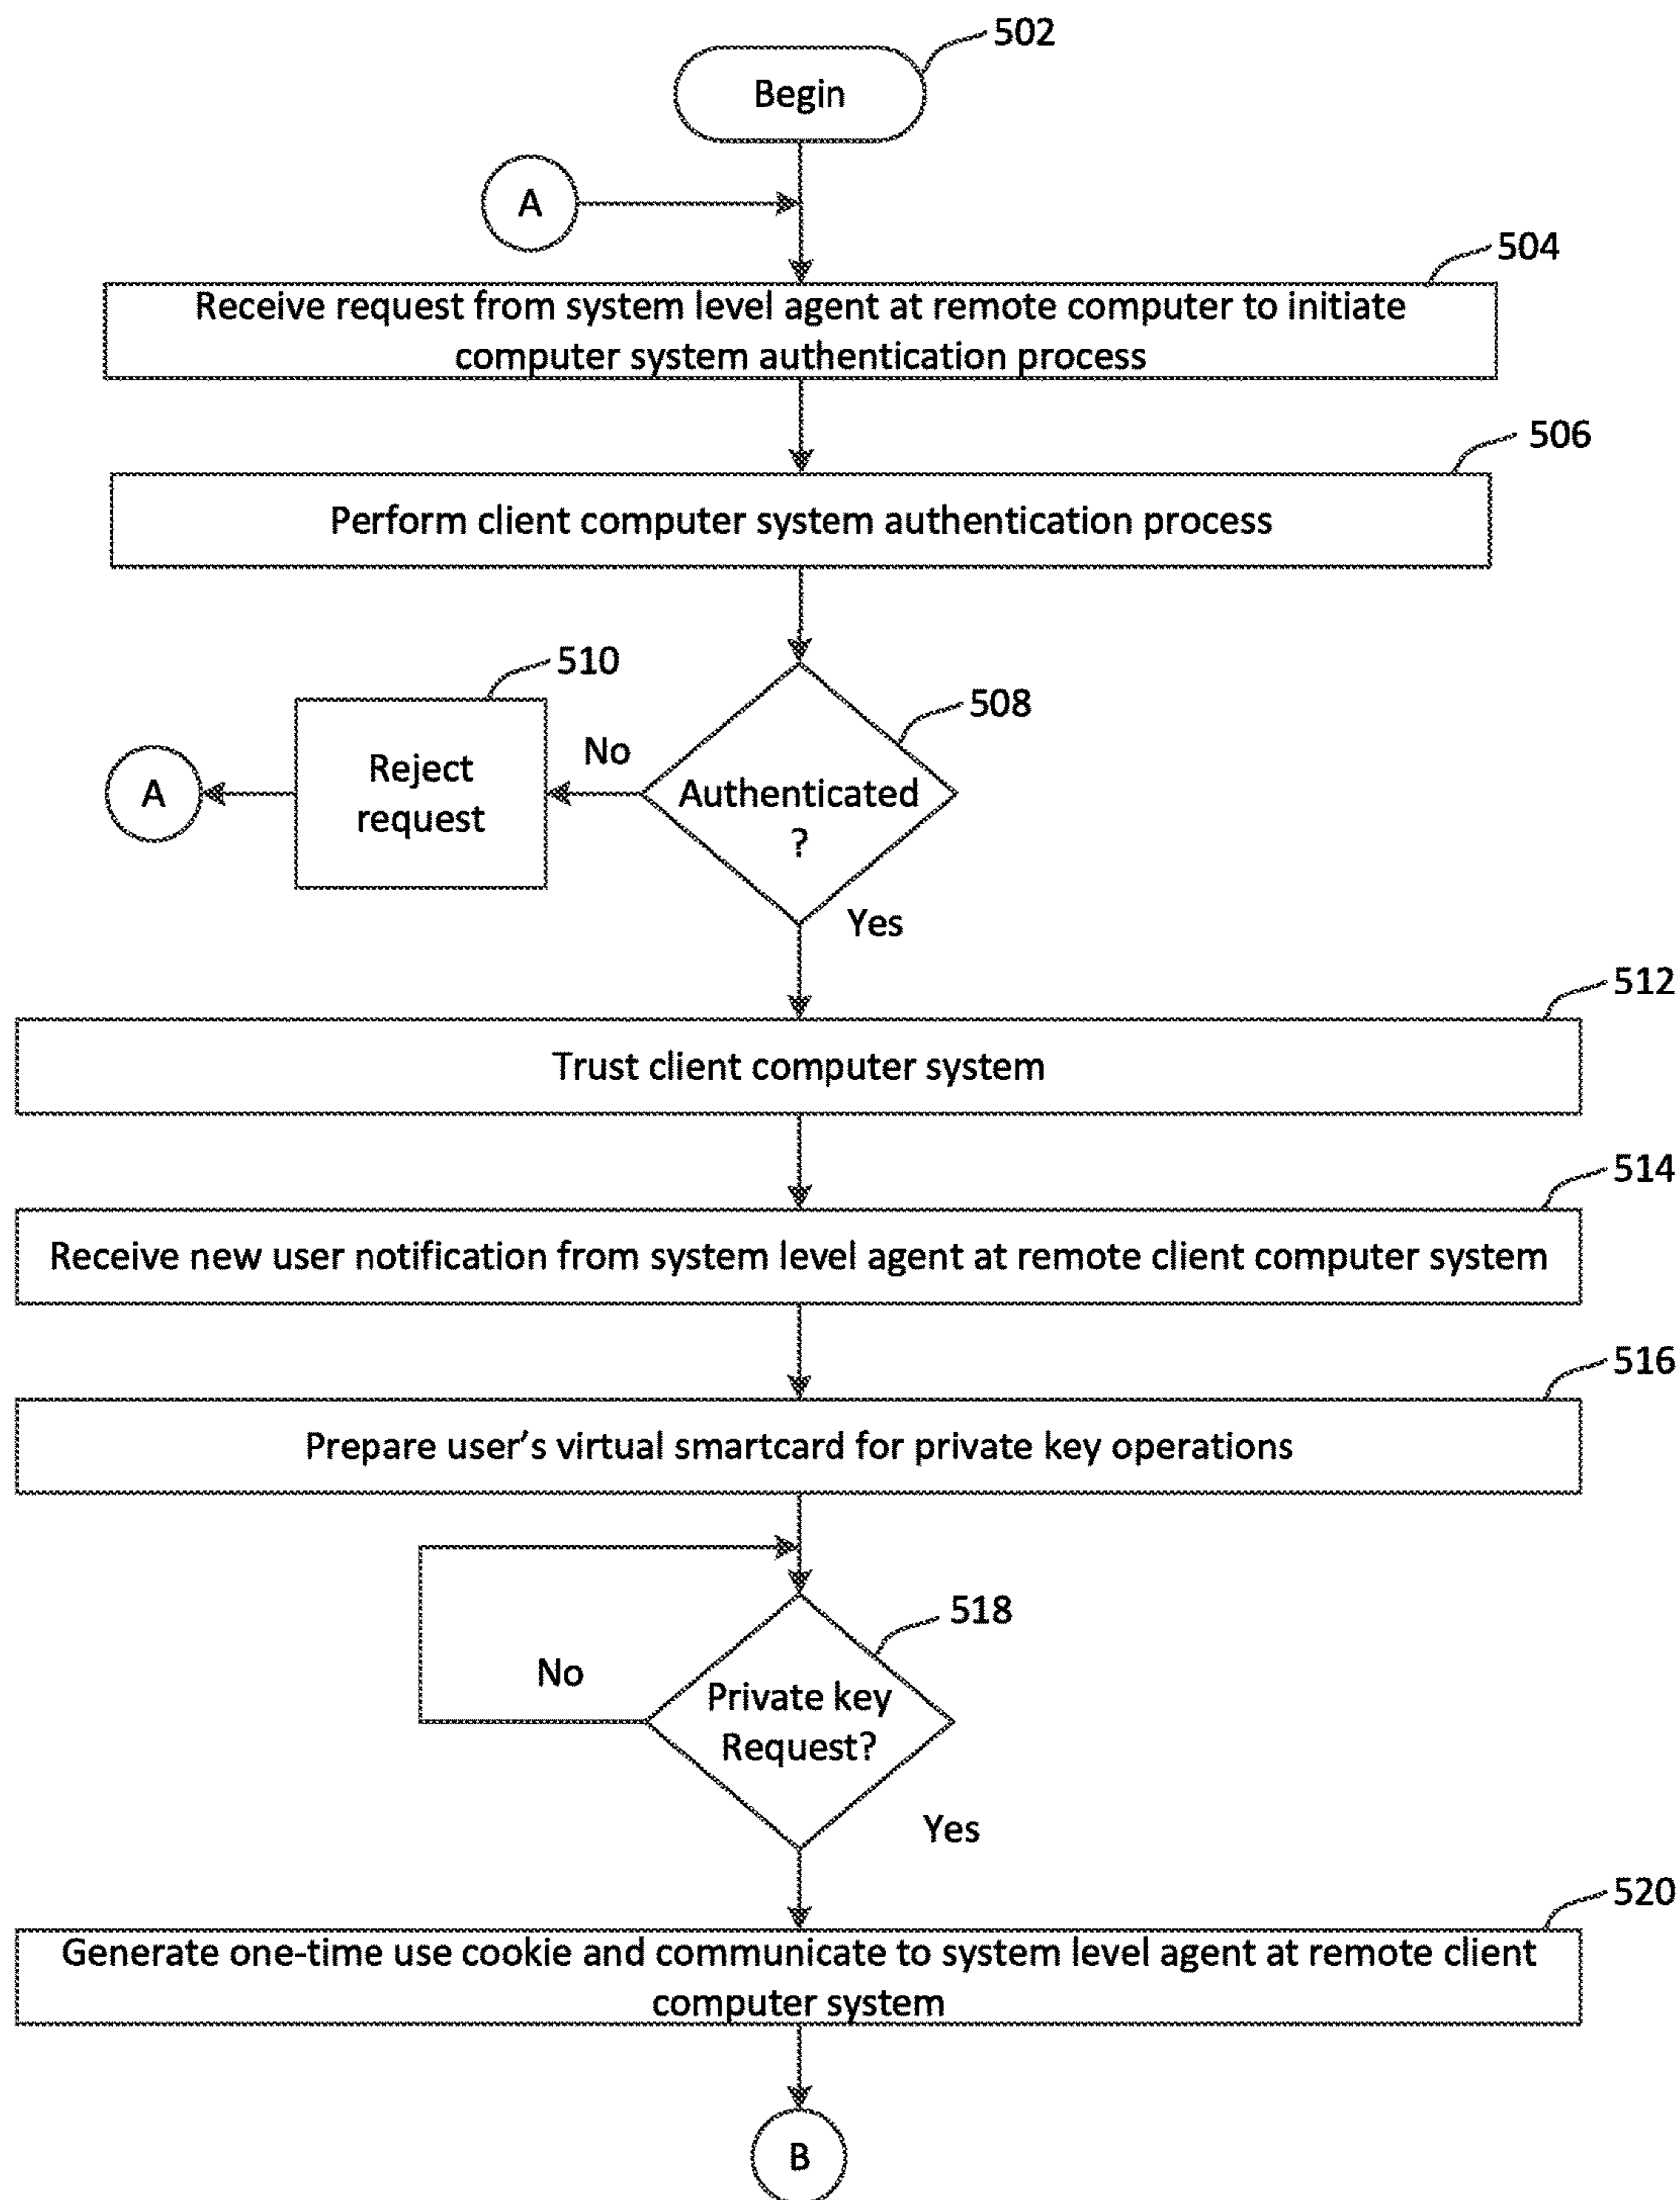 502
Begin
A
504
Receive request from system level agent at remote computer to initiate
computer system authentication process
506
Perform client computer system authentication process
510
508
Reject
request
No
A
Authenticated
?
Yes
512
Trust client computer system
514
Receive new user notification from system level agent at remote client computer system
516
Prepare user's virtual smartcard for private key operations
518
No
Private key
Request?
Yes
520
Generate one-time use cookie and communicate to system level agent at remote client
computer system
B